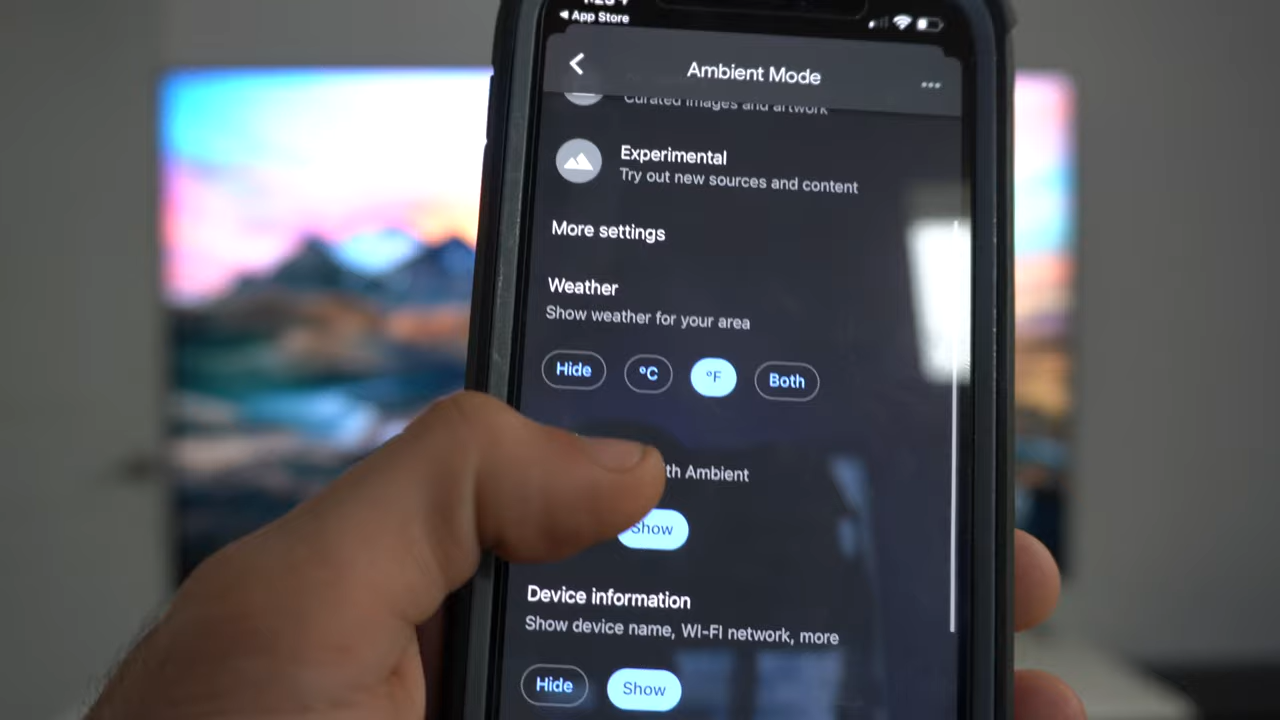 App Store
Ambient Mode
Curated images and artwork
Experimental
Try out new sources and content
More settings
Weather
Show weather for your area
Hide
°C
°F
Both
th Ambient
Show
Device information
Show device name, WI-FI network, more
Hide
Show